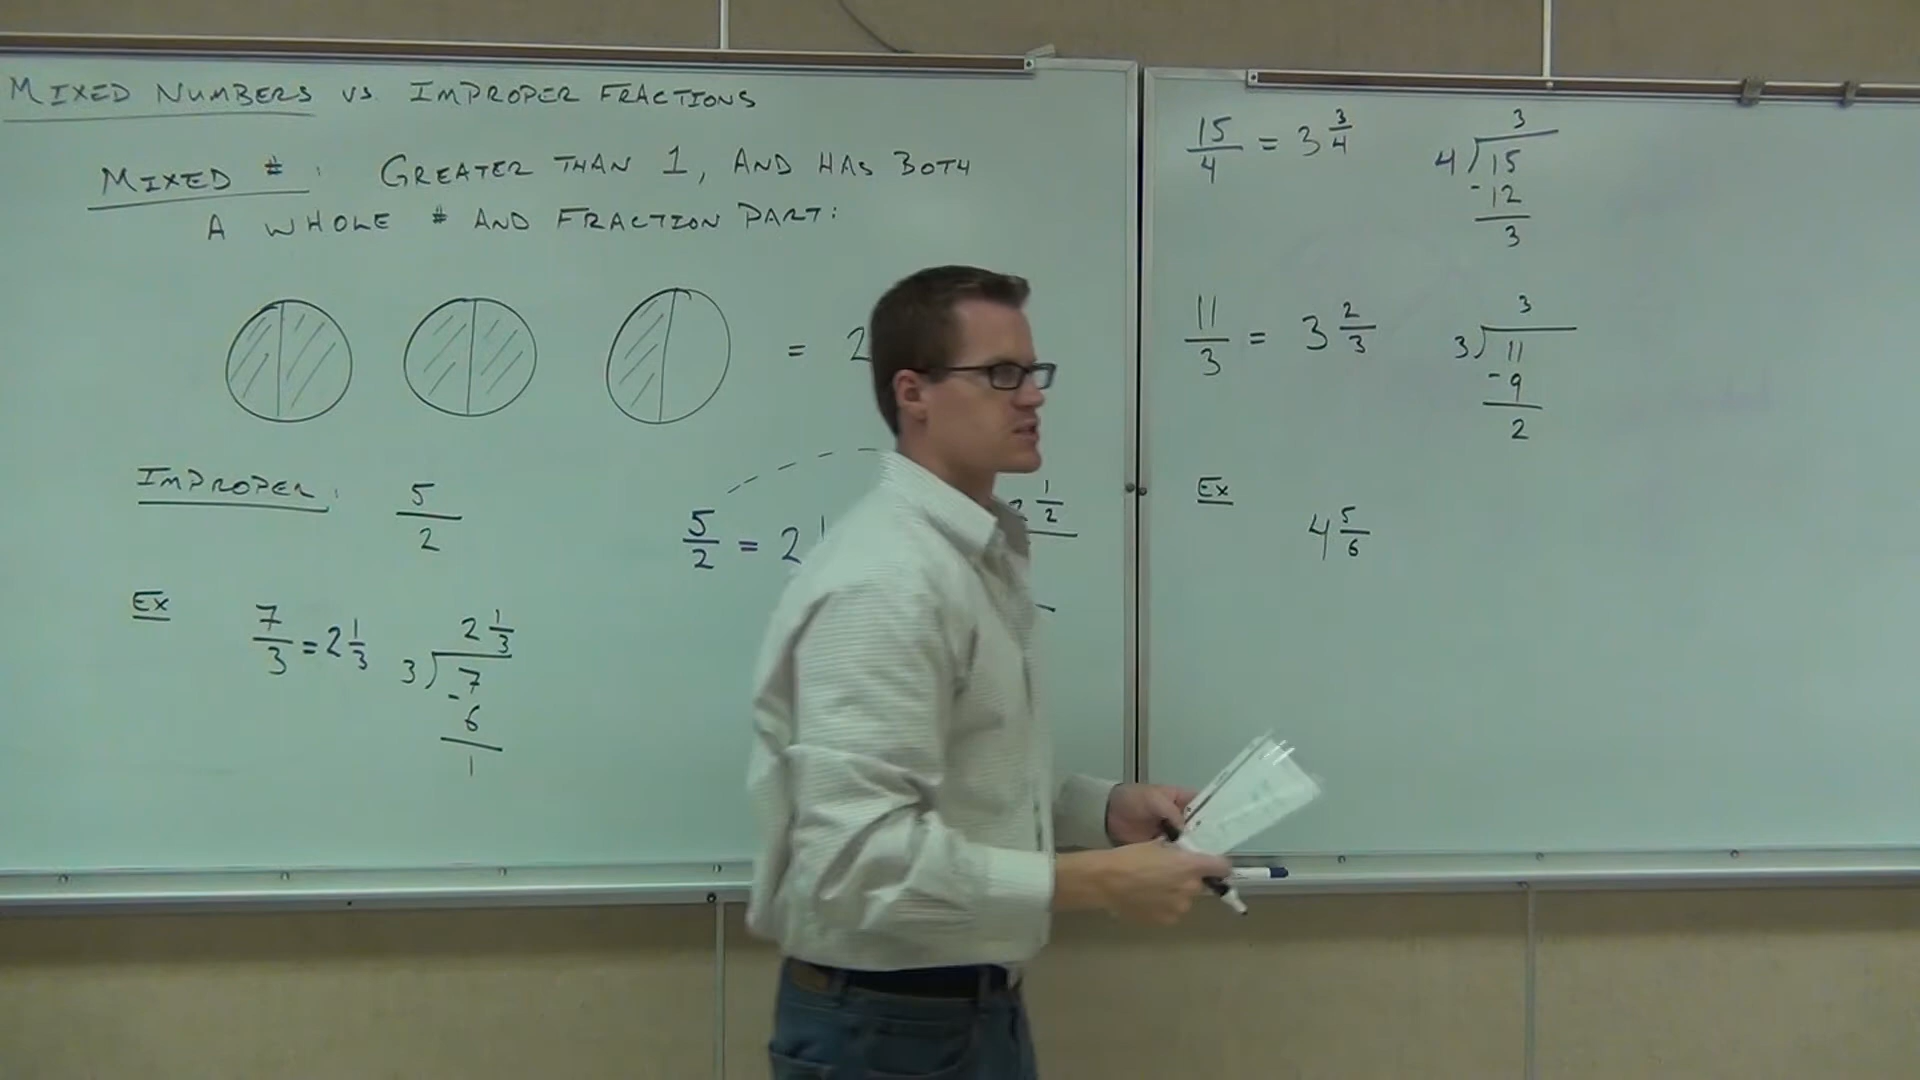 MIXED NUMBERS VS. IMPROPER FRACTIONS
MIXED #: GREATER THAN 1, AND HAS BOTH
A WHOLE # AND FRACTION PART:
= 2
IMPROPER: 5/2
5/2 = 2 1
2 1/2
Ex 7/3 = 2 1/3
2 1/3
3) 7
- 6
1
15/4 = 3 3/4
3
4) 15
- 12
3
11/3 = 3 2/3
3
3) 11
- 9
2
Ex
4 5/6